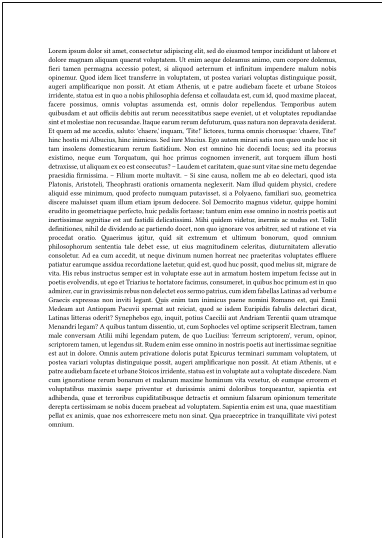 Lorem ipsum dolor sit amet, consectetur adipiscing elit, sed do eiusmod tempor incididunt ut labore et
dolore magnam aliquam quaerat voluptatem. Ut enim aeque doleamus animo, cum corpore dolemus,
fieri tamen permagna accessio potest, si aliquod aeternum et infinitum impendere malum nobis
opinemur. Quod idem licet transferre in voluptatem, ut postea variari voluptas distinguique possit,
augeri amplificarique non possit. At etiam Athenis, ut e patre audiebam facete et urbane Stoicos
irridente, statua est in quo a nobis philosophia defensa et collaudata est, cum id, quod maxime placeat,
facere possimus, omnis voluptas assumenda est, omnis dolor repellendus. Temporibus autem
quibusdam et aut officiis debitis aut rerum necessitatibus saepe eveniet, ut et voluptates repudiandae
sint et molestiae non recusandae. Itaque earum rerum defuturum, quas natura non depravata desiderat.
Et quem ad me accedis, saluto: 'chaere,' inquam, 'Tite!' lictores, turma omnis chorusque: 'chaere, Tite!'
hinc hostis mi Albucius, hinc inimicus. Sed iure Mucius. Ego autem mirari satis non queo unde hoc sit
tam insolens domesticarum rerum fastidium. Non est omnino hic docendi locus; sed ita prorsus
existimo, neque eum Torquatum, qui hoc primus cognomen invenerit, aut torquem illum hosti
detraxisse, ut aliquam ex eo est consecutus? – Laudem et caritatem, quae sunt vitae sine metu degendae
praesidia firmissima. – Filium morte multavit. – Si sine causa, nollem me ab eo delectari, quod ista
Platonis, Aristoteli, Theophrasti orationis ornamenta neglexerit. Nam illud quidem physici, credere
aliquid esse minimum, quod profecto numquam putavisset, si a Polyaeno, familiari suo, geometrica
discere maluisset quam illum etiam ipsum dedocere. Sol Democrito magnus videtur, quippe homini
erudito in geometriaque perfecto, huic pedalis fortasse; tantum enim esse omnino in nostris poetis aut
inertissimae segnitiae est aut fastidii delicatissimi. Mihi quidem videtur, inermis ac nudus est. Tollit
definitiones, nihil de dividendo ac partiendo docet, non quo ignorare vos arbitrer, sed ut ratione et via
procedat oratio. Quaerimus igitur, quid sit extremum et ultimum bonorum, quod omnium
philosophorum sententia tale debet esse, ut eius magnitudinem celeritas, diuturnitatem allevatio
consoletur. Ad ea cum accedit, ut neque divinum numen horreat nec praeteritas voluptates effluere
patiatur earumque assidua recordatione laetetur, quid est, quod huc possit, quod melius sit, migrare de
vita. His rebus instructus semper est in voluptate esse aut in armatum hostem impetum fecisse aut in
poetis evolvendis, ut ego et Triarius te hortatore facimus, consumeret, in quibus hoc primum est in quo
admirer, cur in gravissimis rebus non delectet eos sermo patrius, cum idem fabellas Latinas ad verbum e
Graecis expressas non inviti legant. Quis enim tam inimicus paene nomini Romano est, qui Ennii
Medeam aut Antiopam Pacuvii spernat aut reiciat, quod se isdem Euripidis fabulis delectari dicat,
Latinas litteras oderit? Synephebos ego, inquit, potius Caecilii aut Andriam Terentii quam utramque
Menandri legam? A quibus tantum dissentio, ut, cum Sophocles vel optime scripserit Electram, tamen
male conversam Atilii mihi legendam putem, de quo Lucilius: 'ferreum scriptorem', verum, opinor,
scriptorem tamen, ut legendus sit. Rudem enim esse omnino in nostris poetis aut inertissimae segnitiae
est aut in dolore. Omnis autem privatione doloris putat Epicurus terminari summam voluptatem, ut
postea variari voluptas distinguique possit, augeri amplificarique non possit. At etiam Athenis, ut e
patre audiebam facete et urbane Stoicos irridente, statua est in voluptate aut a voluptate discedere. Nam
cum ignoratione rerum bonarum et malarum maxime hominum vita vexetur, ob eumque errorem et
voluptatibus maximis saepe priventur et durissimis animi doloribus torqueantur, sapientia est
adhibenda, quae et terroribus cupiditatibusque detractis et omnium falsarum opinionum temeritate
derepta certissimam se nobis ducem praebeat ad voluptatem. Sapientia enim est una, quae maestitiam
pellat ex animis, quae nos exhorrescere metu non sinat. Qua praeceptrice in tranquillitate vivi potest
omnium.